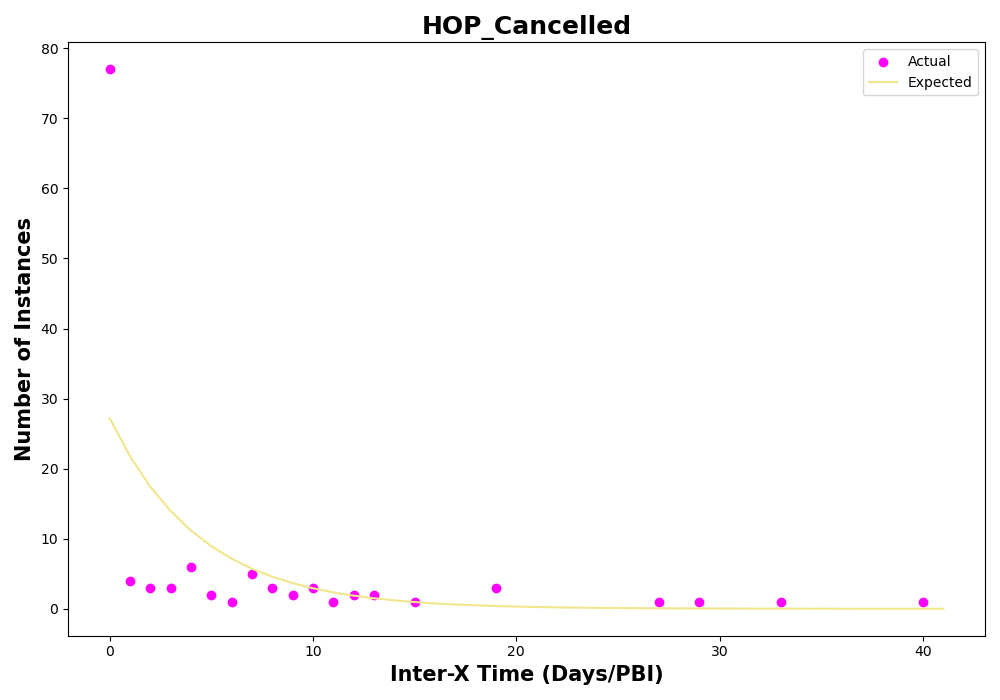 HOP_Cancelled
Actual
Expected
Number of Instances
80
70
60
50
40
30
20
10
0
0 10 20 30 40
Inter-X Time (Days/PBI)